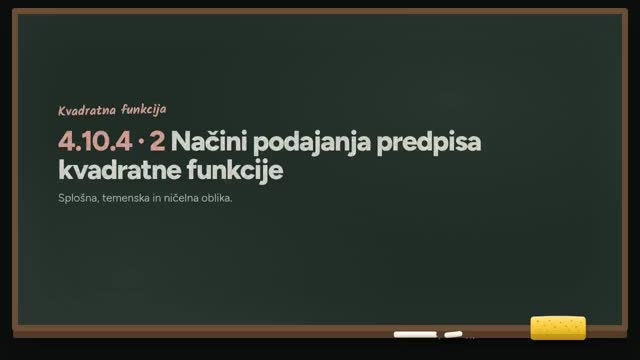 Kvadratna funkcija
4.10.4 · 2 Načini podajanja predpisa
kvadratne funkcije
Splošna, temenska in ničelna oblika.